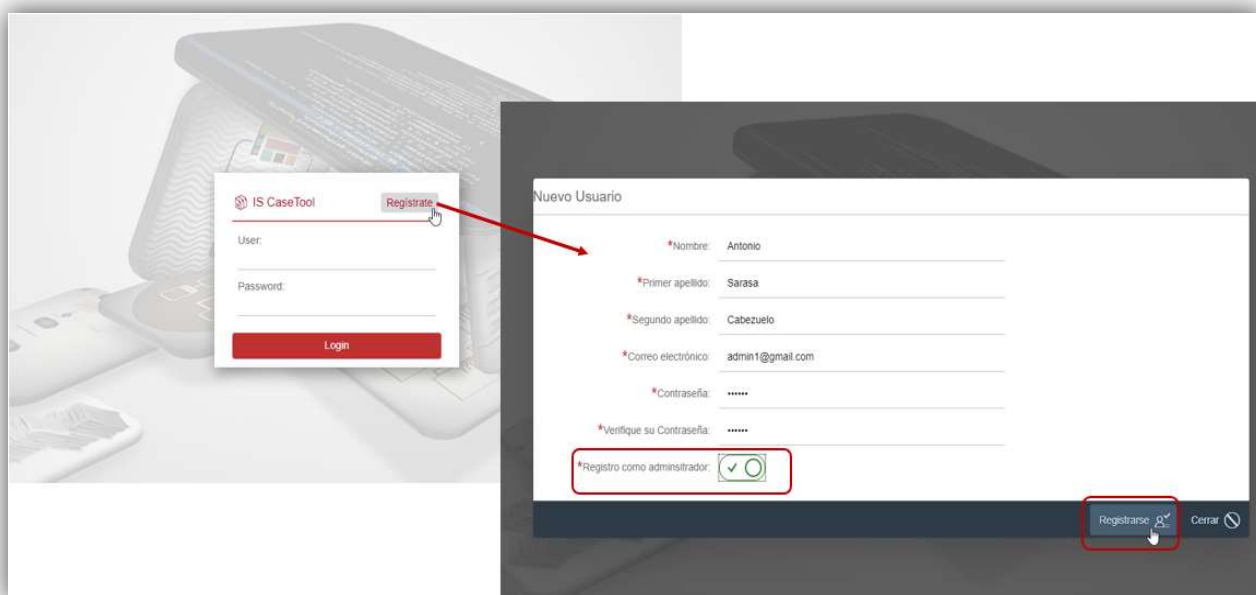 IS CaseTool Regístrate
User:
Password:
Login
Nuevo Usuario
*Nombre: Antonio
*Primer apellido: Sarasa
*Segundo apellido: Cabezuelo
*Correo electrónico: admin1@gmail.com
*Contraseña: ••••••
*Verifique su Contraseña: ••••••
*Registro como adminsitrador:
Registrarse Cerrar